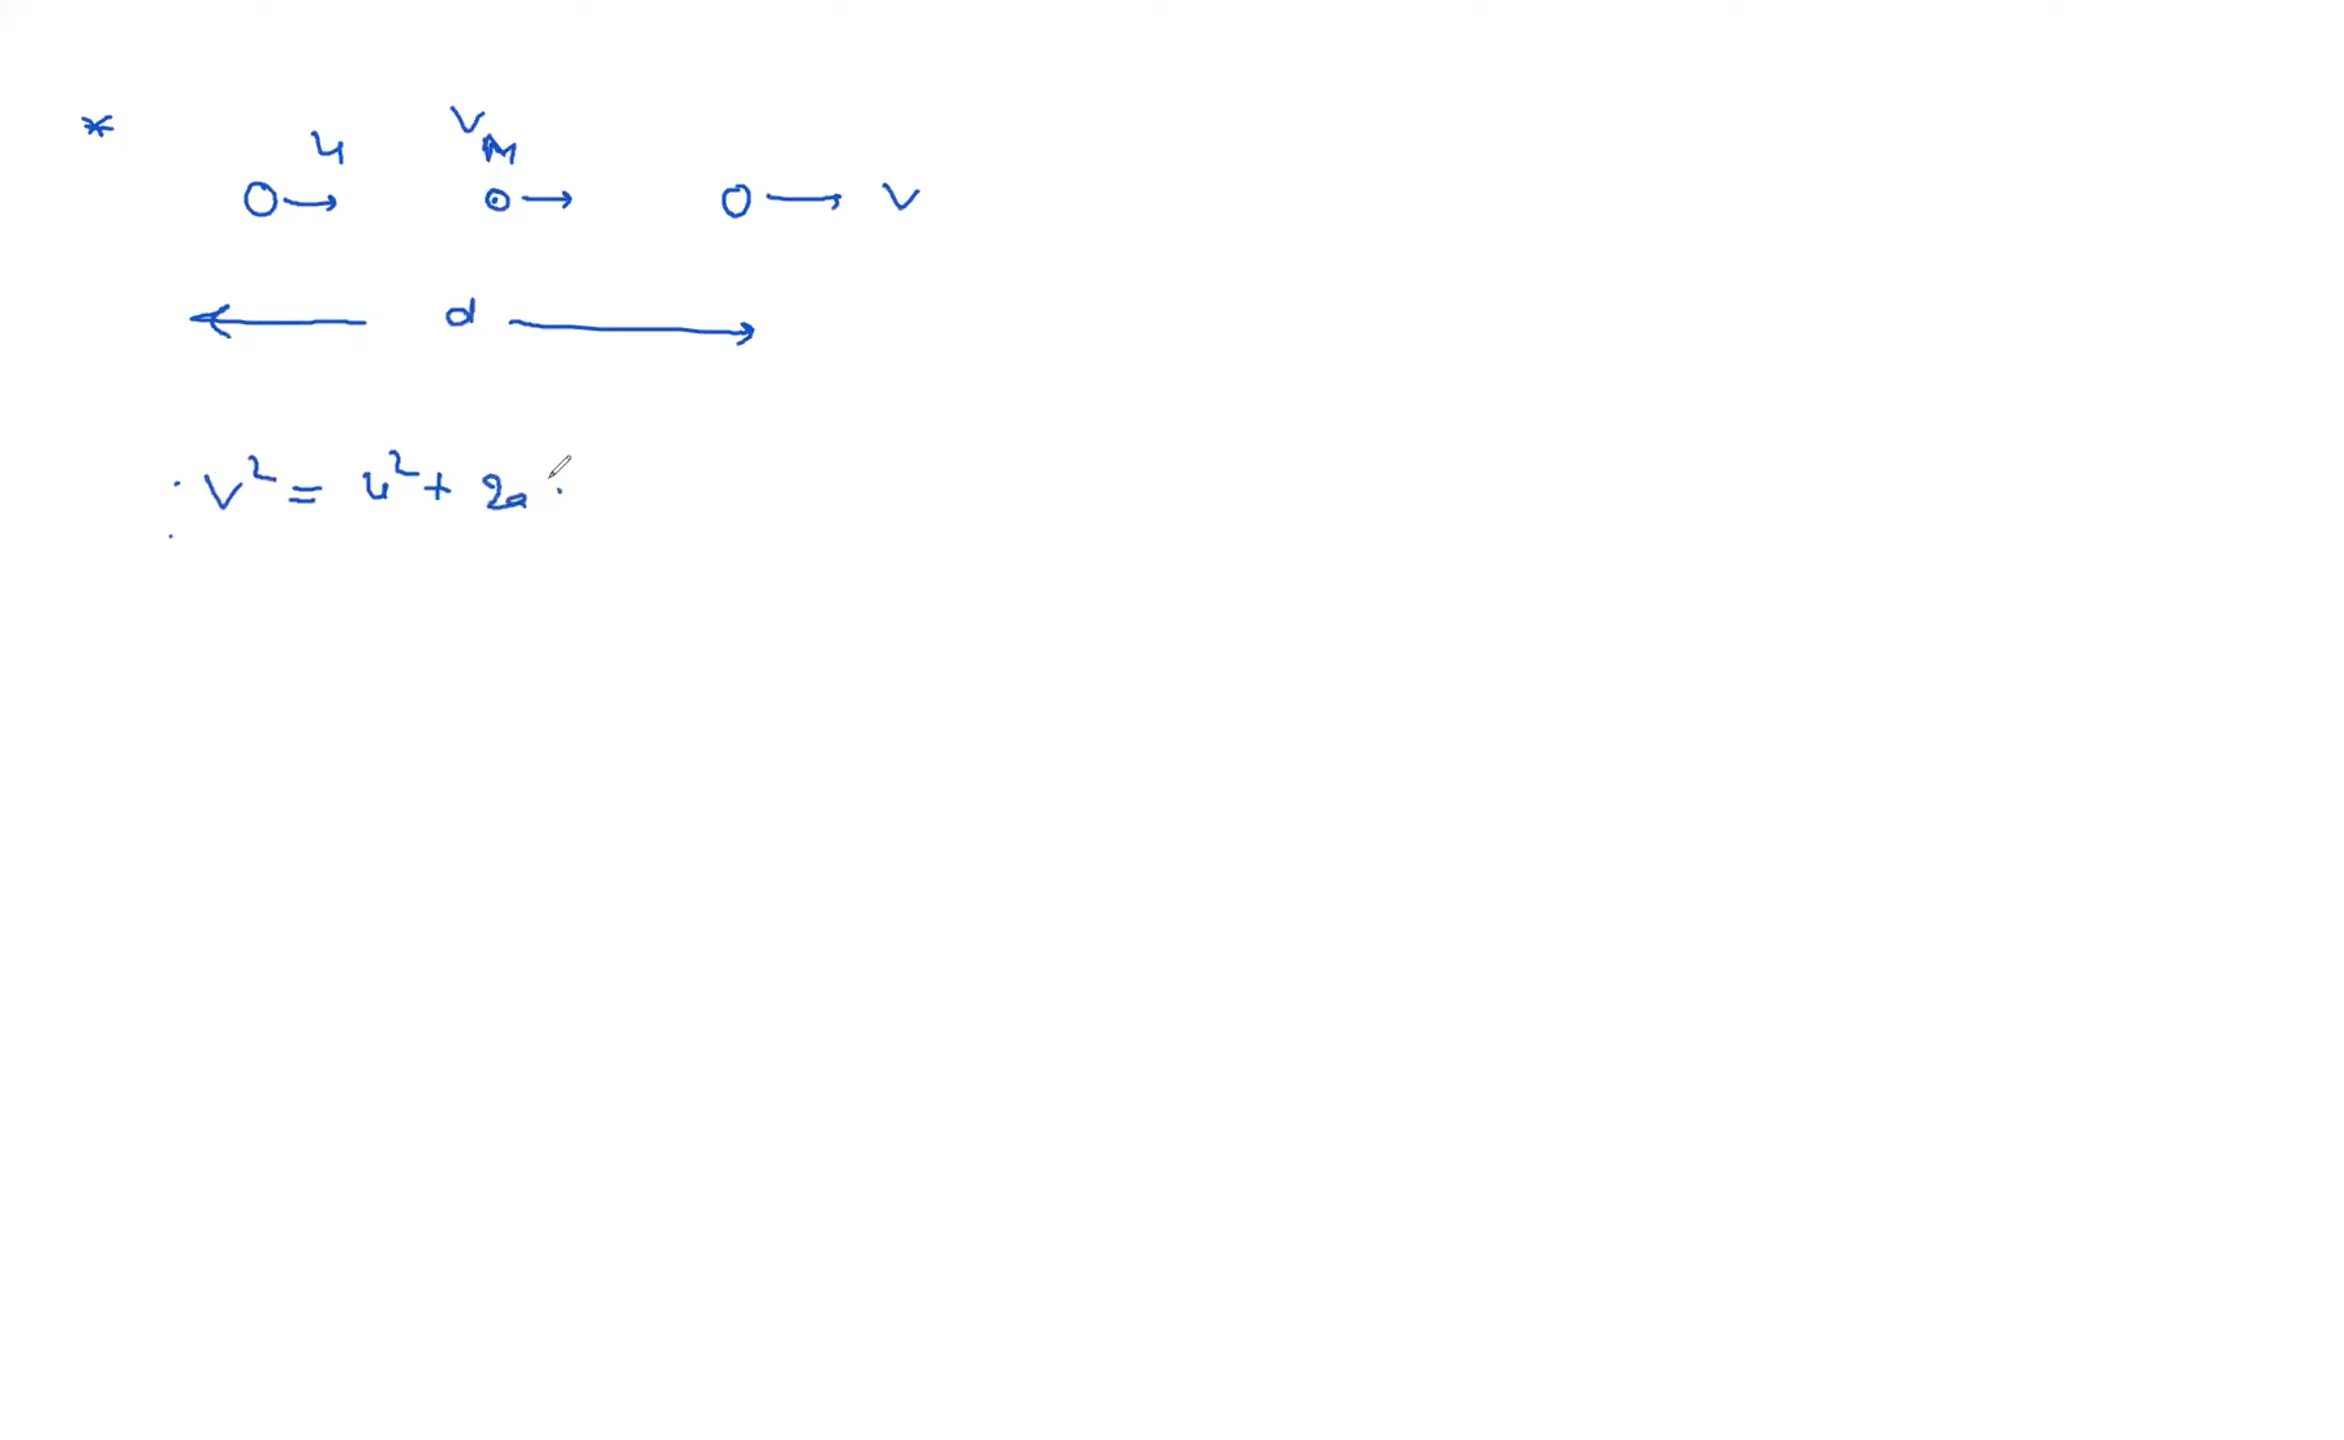 * u V_M
v
d
v² = u² + 2a